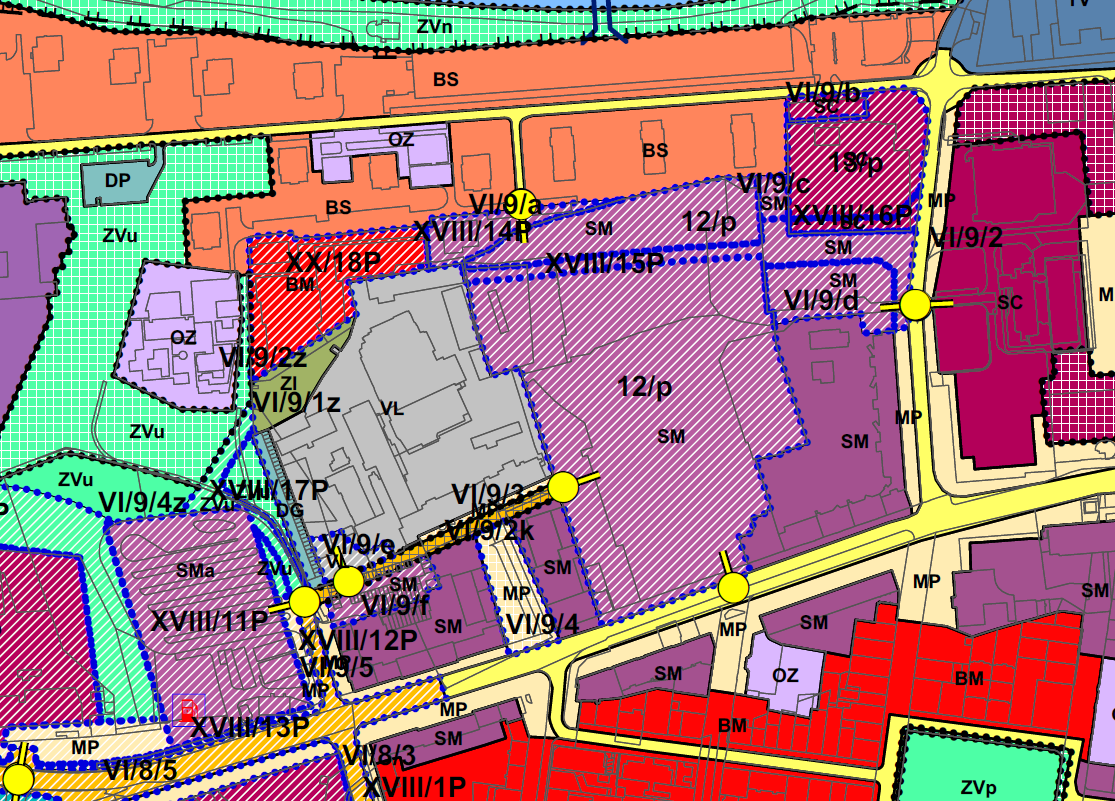 ZVn
BS
VI/9/b
SC
OZ
BS
18/p
DP
VI/9/c
SM
MP
VI/9/a
BS
XVIII/16P
12/p
SM
XVIII/14P
ZVu
VI/9/2
SM
XX/18P
XVIII/15P
BM
SM
VI/9/d
SC
OZ
VI/9/2z
ZI
12/p
VI/9/1z
VL
MP
ZVu
SM
SM
ZVu
XVIII/17P
VI/9/3
VI/9/4z
ZVu
DG
MP
VI/9/2k
VI/9/e
SMa
ZVu
SM
SM
MP
SM
MP
VI/9/f
XVIII/11P
SM
VI/9/4
SM
MP
XVIII/12P
VI/9/5
MP
SM
OZ
BM
B
MP
XVIII/13P
BM
MP
SM
VI/8/3
VI/8/5
XVIII/1P
ZVp